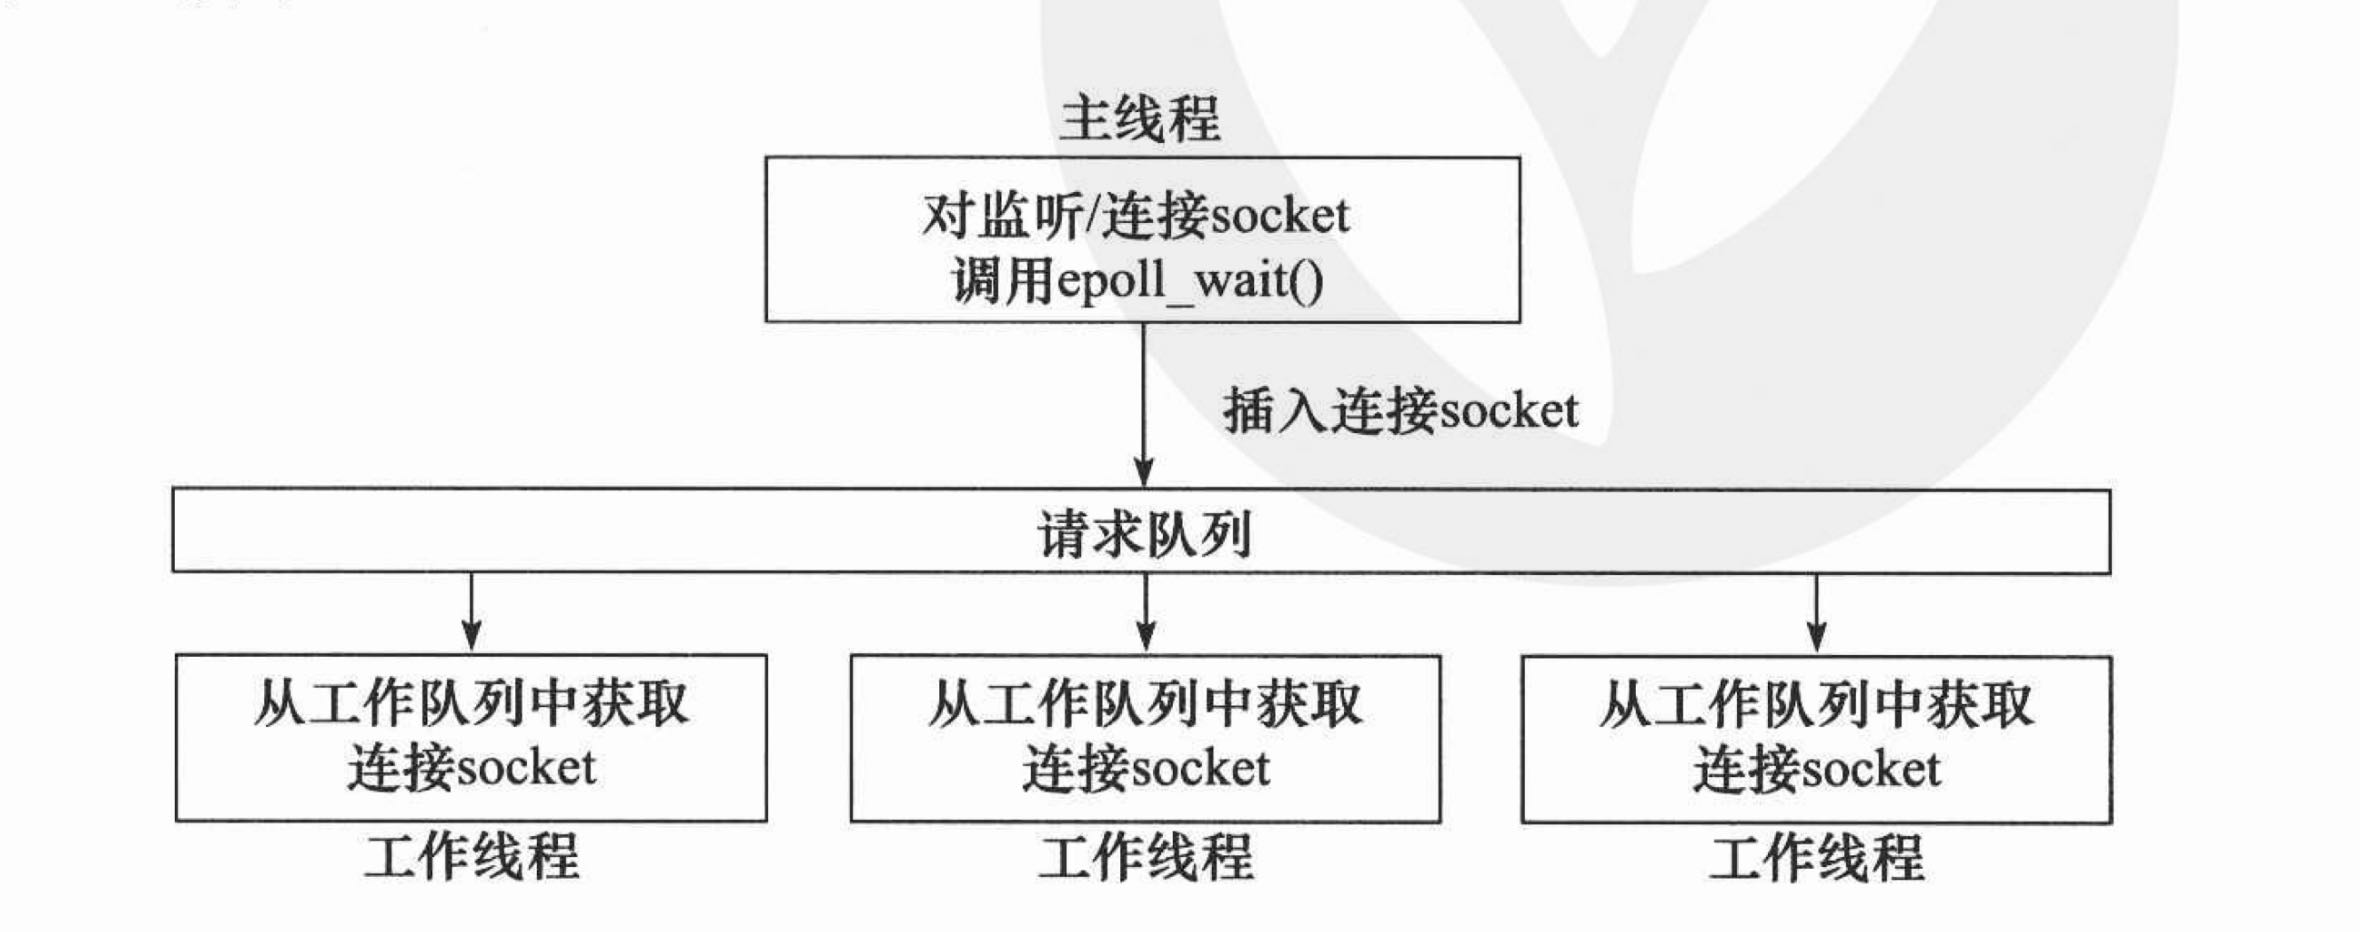 主线程
对监听/连接socket
调用epoll_wait()
插入连接socket
请求队列
从工作队列中获取
连接socket
工作线程
从工作队列中获取
连接socket
工作线程
从工作队列中获取
连接socket
工作线程